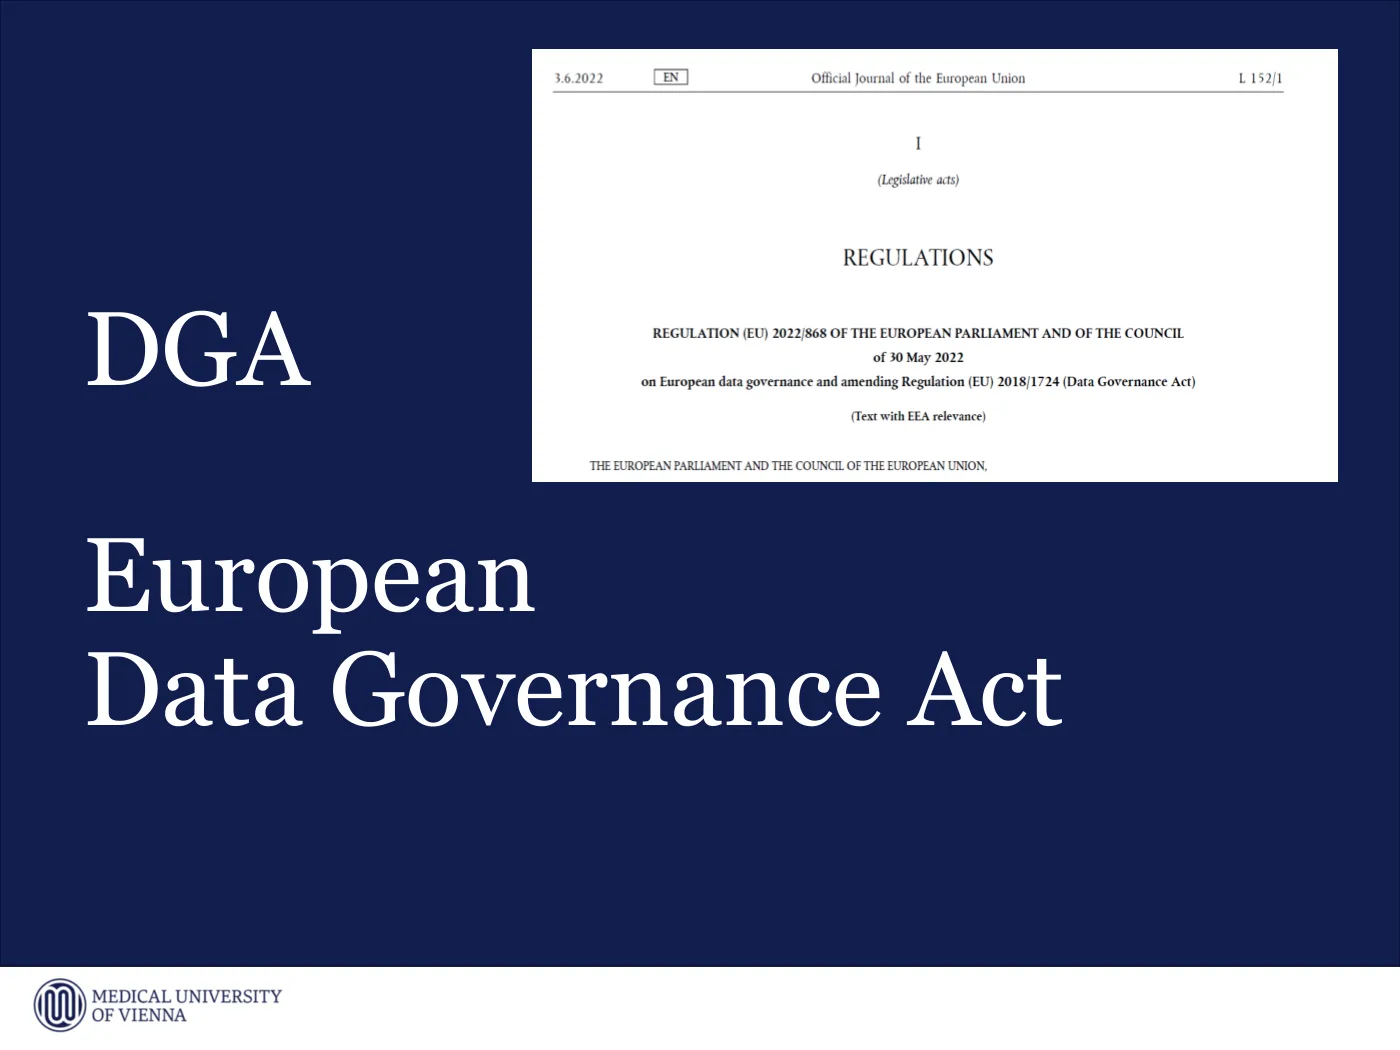 3.6.2022 EN Official Journal of the European Union L 152/1
I
(Legislative acts)
REGULATIONS
REGULATION (EU) 2022/868 OF THE EUROPEAN PARLIAMENT AND OF THE COUNCIL
of 30 May 2022
on European data governance and amending Regulation (EU) 2018/1724 (Data Governance Act)
(Text with EEA relevance)
THE EUROPEAN PARLIAMENT AND THE COUNCIL OF THE EUROPEAN UNION,
DGA
European
Data Governance Act
MEDICAL UNIVERSITY
OF VIENNA